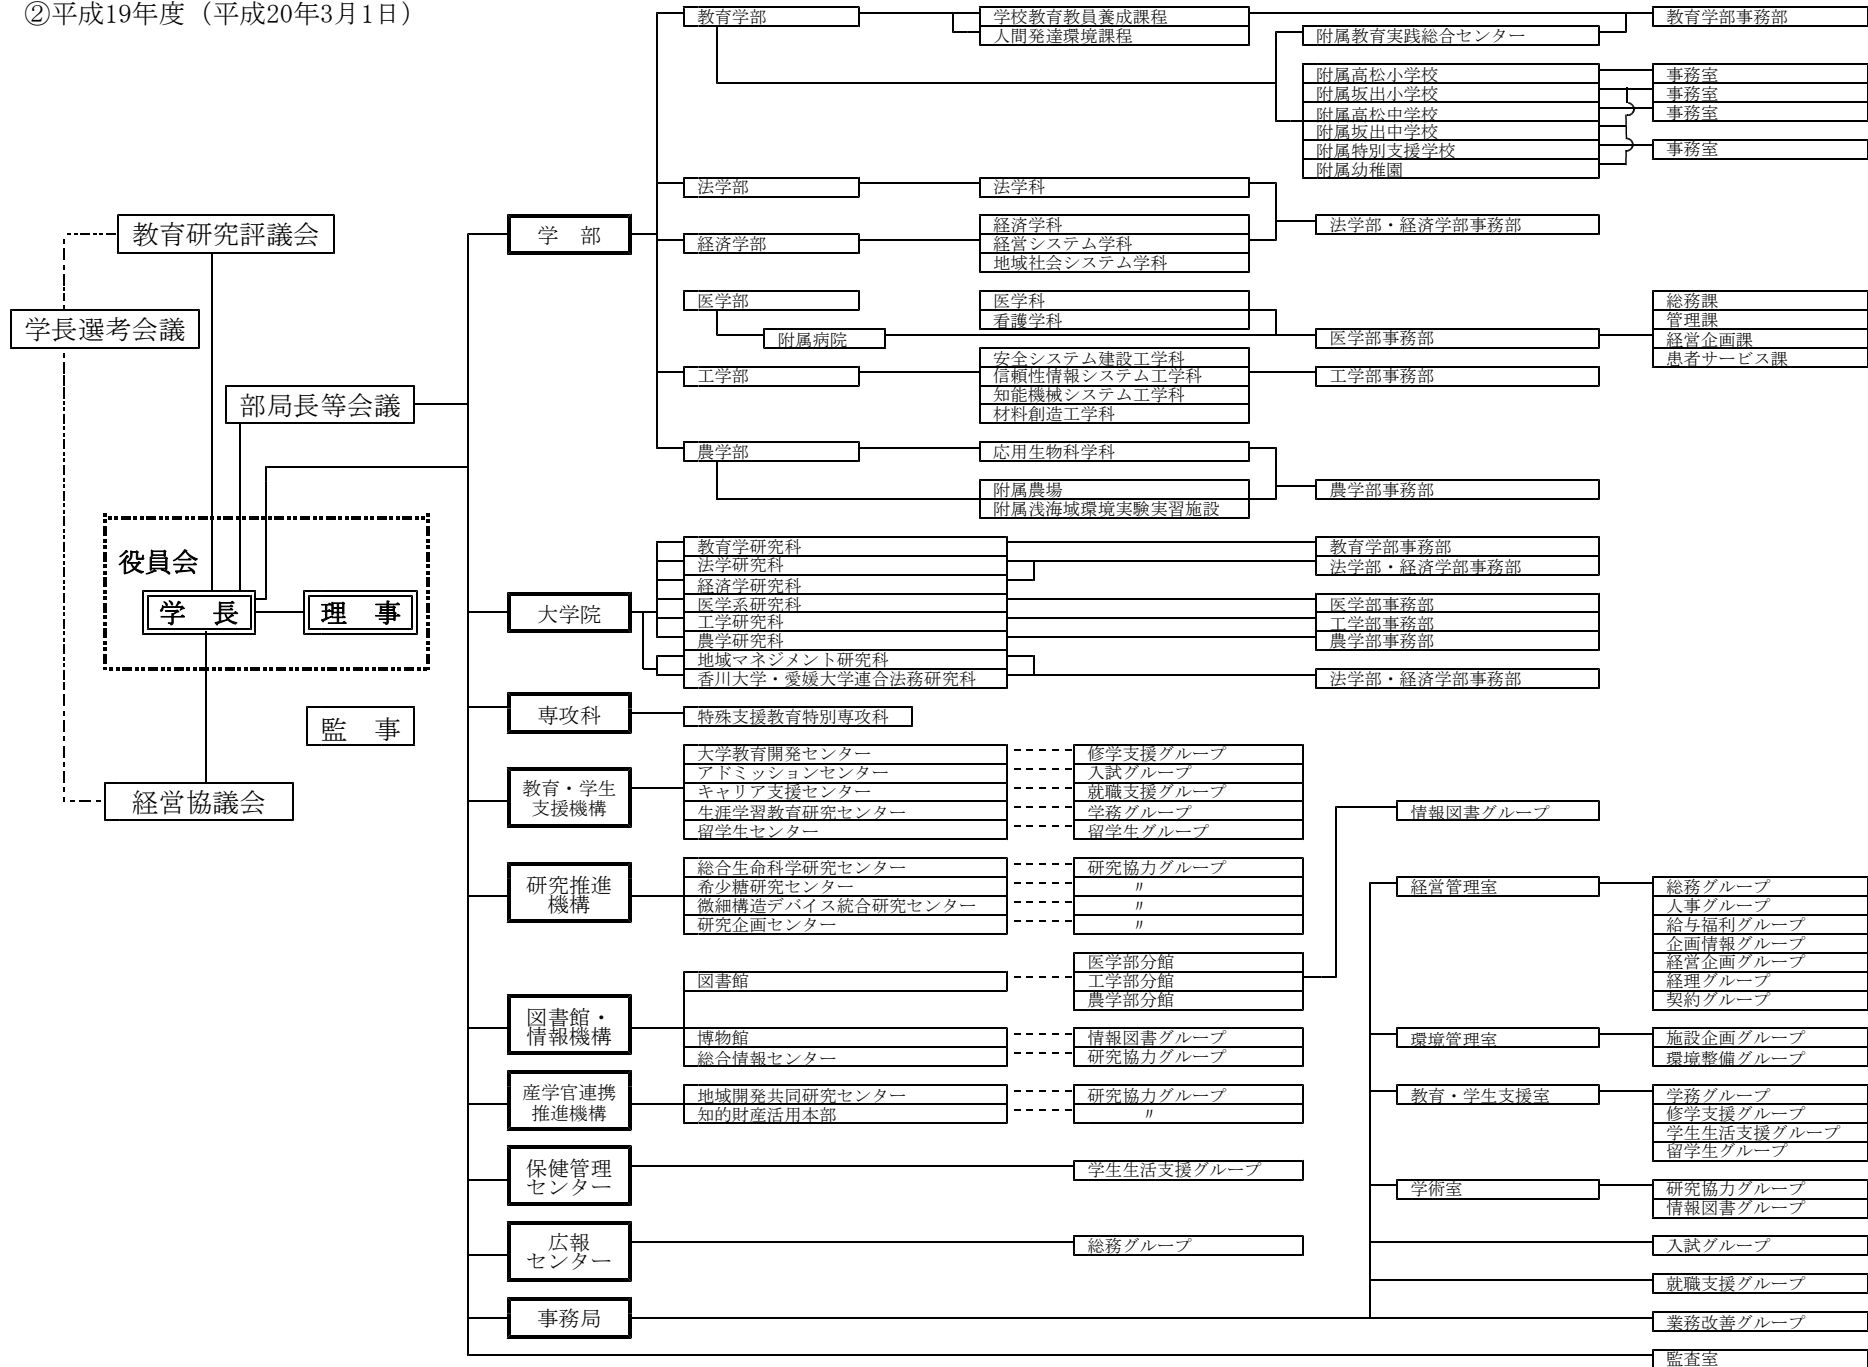 ②平成19年度（平成20年3月1日）
教育研究評議会
学長選考会議
部局長等会議
役員会
学　長
理　事
監　事
経営協議会
学　部
教育学部
学校教育教員養成課程
人間発達環境課程
教育学部事務部
附属教育実践総合センター
附属高松小学校
事務室
附属坂出小学校
事務室
附属高松中学校
事務室
附属坂出中学校
附属特別支援学校
事務室
附属幼稚園
法学部
法学科
経済学部
経済学科
経営システム学科
地域社会システム学科
法学部・経済学部事務部
医学部
医学科
看護学科
附属病院
医学部事務部
総務課
管理課
経営企画課
患者サービス課
工学部
安全システム建設工学科
信頼性情報システム工学科
知能機械システム工学科
材料創造工学科
工学部事務部
農学部
応用生物科学科
附属農場
附属浅海域環境実験実習施設
農学部事務部
大学院
教育学研究科
教育学部事務部
法学研究科
法学部・経済学部事務部
経済学研究科
医学系研究科
医学部事務部
工学研究科
工学部事務部
農学研究科
農学部事務部
地域マネジメント研究科
香川大学・愛媛大学連合法務研究科
法学部・経済学部事務部
専攻科
特殊支援教育特別専攻科
教育・学生
支援機構
大学教育開発センター
修学支援グループ
アドミッションセンター
入試グループ
キャリア支援センター
就職支援グループ
生涯学習教育研究センター
学務グループ
留学生センター
留学生グループ
研究推進
機構
総合生命科学研究センター
研究協力グループ
希少糖研究センター
〃
微細構造デバイス統合研究センター
〃
研究企画センター
〃
図書館・
情報機構
図書館
医学部分館
工学部分館
農学部分館
情報図書グループ
博物館
情報図書グループ
総合情報センター
研究協力グループ
産学官連携
推進機構
地域開発共同研究センター
研究協力グループ
知的財産活用本部
〃
保健管理
センター
学生生活支援グループ
広報
センター
総務グループ
事務局
経営管理室
総務グループ
人事グループ
給与福利グループ
企画情報グループ
経営企画グループ
経理グループ
契約グループ
環境管理室
施設企画グループ
環境整備グループ
教育・学生支援室
学務グループ
修学支援グループ
学生生活支援グループ
留学生グループ
学術室
研究協力グループ
情報図書グループ
入試グループ
就職支援グループ
業務改善グループ
監査室